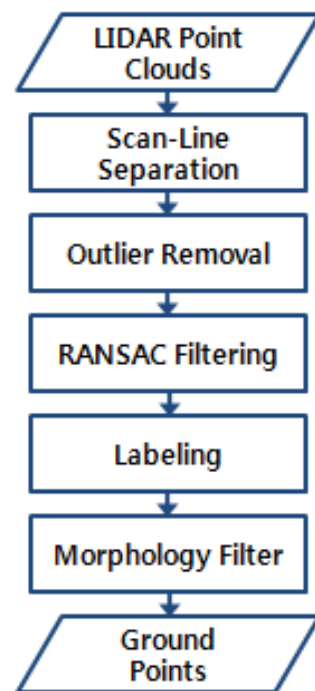 LIDAR Point
Clouds
Scan-Line
Separation
Outlier Removal
RANSAC Filtering
Labeling
Morphology Filter
Ground
Points